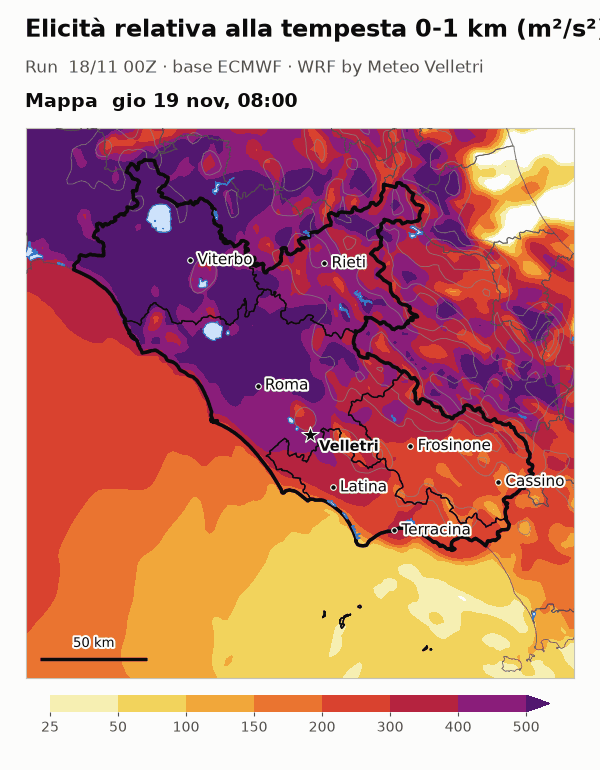 Elicità relativa alla tempesta 0-1 km (m²/s²)
Run 18/11 00Z · base ECMWF · WRF by Meteo Velletri
Mappa gio 19 nov, 08:00
Viterbo
Rieti
Roma
Velletri
Frosinone
Cassino
Latina
Terracina
50 km
25 50 100 150 200 300 400 500